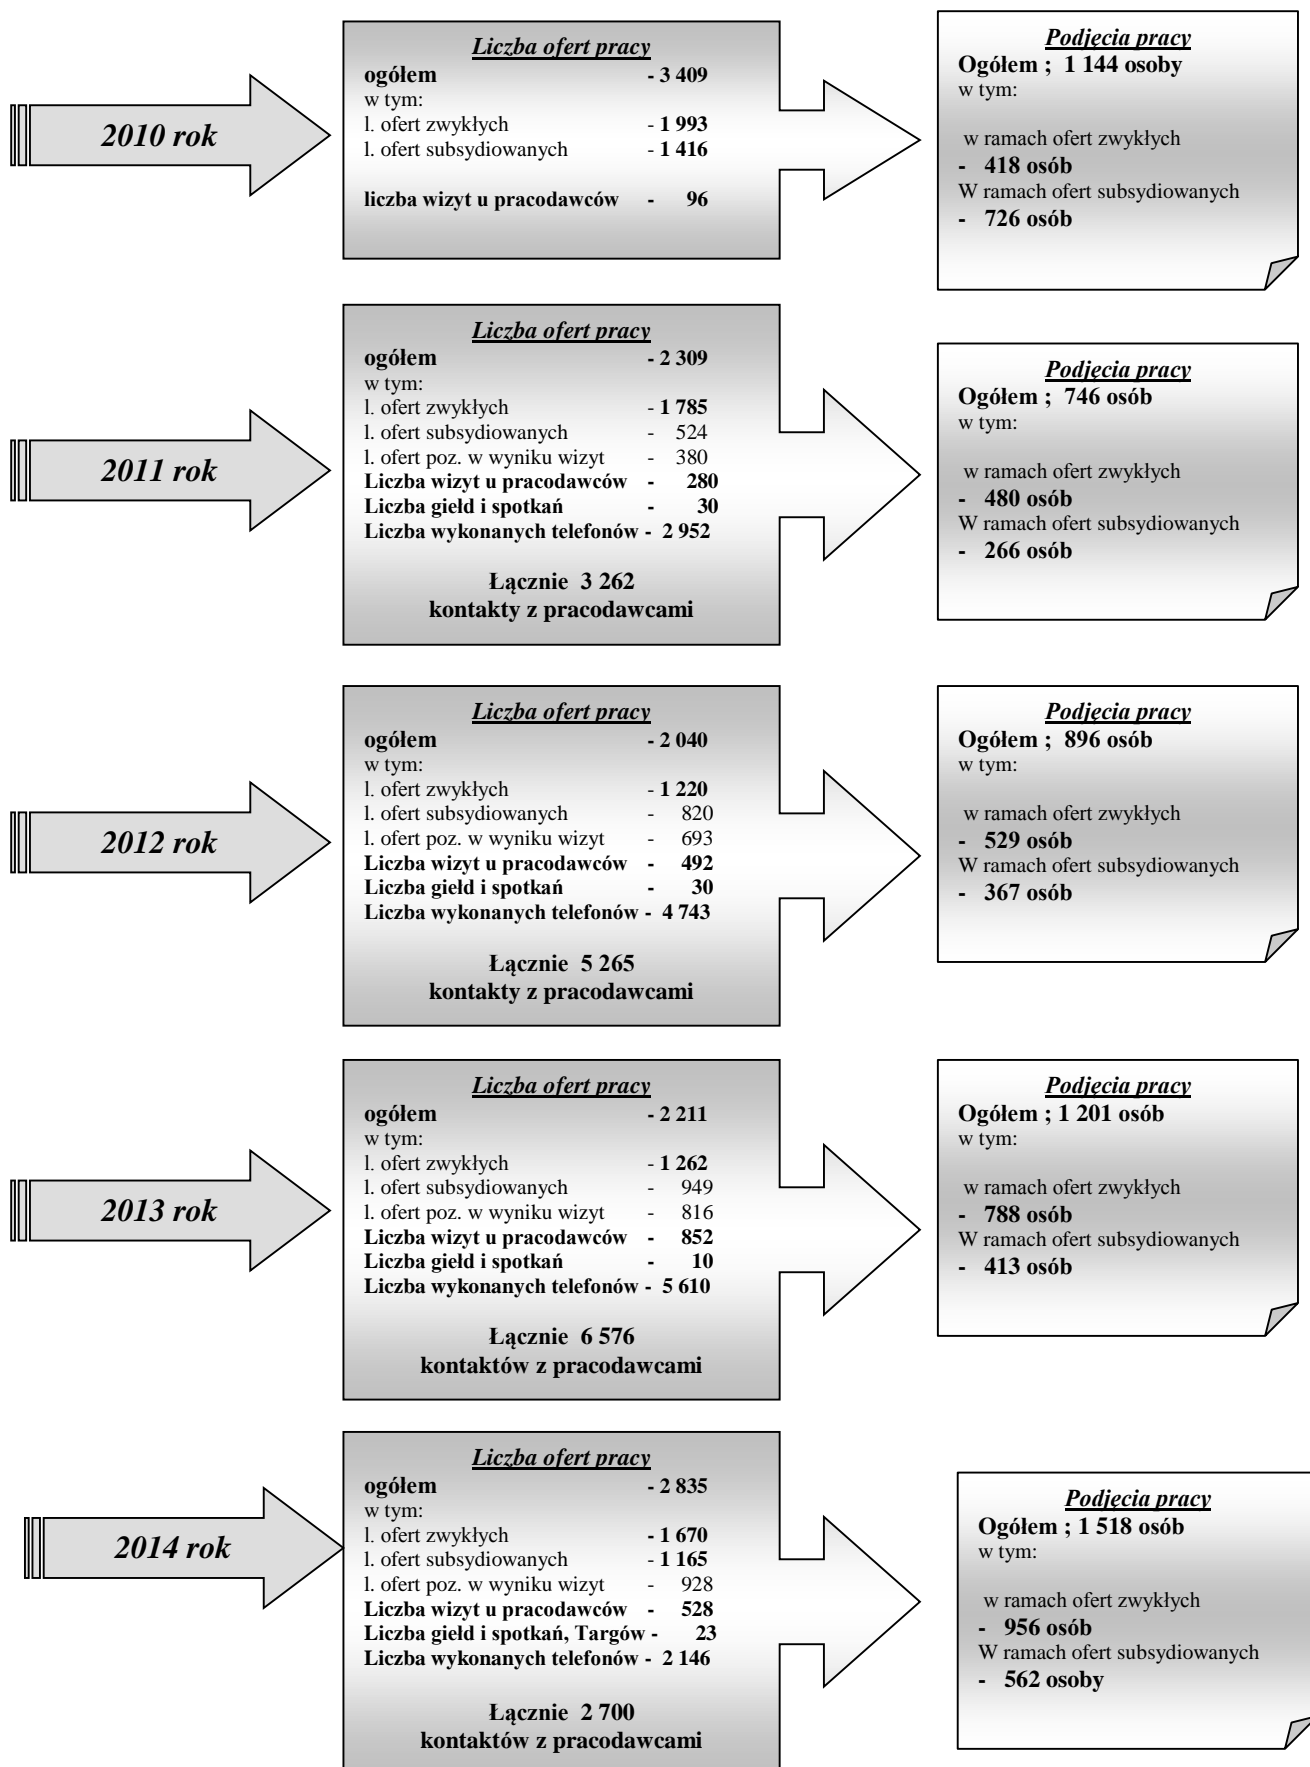 2010 rok
Liczba ofert pracy
ogółem - 3 409
w tym:
l. ofert zwykłych - 1 993
l. ofert subsydiowanych - 1 416
liczba wizyt u pracodawców - 96
Podjęcia pracy
Ogółem ; 1 144 osoby
w tym:
w ramach ofert zwykłych
- 418 osób
W ramach ofert subsydiowanych
- 726 osób
2011 rok
Liczba ofert pracy
ogółem - 2 309
w tym:
l. ofert zwykłych - 1 785
l. ofert subsydiowanych - 524
l. ofert poz. w wyniku wizyt - 380
Liczba wizyt u pracodawców - 280
Liczba giełd i spotkań - 30
Liczba wykonanych telefonów - 2 952
Łącznie 3 262
kontakty z pracodawcami
Podjęcia pracy
Ogółem ; 746 osób
w tym:
w ramach ofert zwykłych
- 480 osób
W ramach ofert subsydiowanych
- 266 osób
2012 rok
Liczba ofert pracy
ogółem - 2 040
w tym:
l. ofert zwykłych - 1 220
l. ofert subsydiowanych - 820
l. ofert poz. w wyniku wizyt - 693
Liczba wizyt u pracodawców - 492
Liczba giełd i spotkań - 30
Liczba wykonanych telefonów - 4 743
Łącznie 5 265
kontakty z pracodawcami
Podjęcia pracy
Ogółem ; 896 osób
w tym:
w ramach ofert zwykłych
- 529 osób
W ramach ofert subsydiowanych
- 367 osób
2013 rok
Liczba ofert pracy
ogółem - 2 211
w tym:
l. ofert zwykłych - 1 262
l. ofert subsydiowanych - 949
l. ofert poz. w wyniku wizyt - 816
Liczba wizyt u pracodawców - 852
Liczba giełd i spotkań - 10
Liczba wykonanych telefonów - 5 610
Łącznie 6 576
kontaktów z pracodawcami
Podjęcia pracy
Ogółem ; 1 201 osób
w tym:
w ramach ofert zwykłych
- 788 osób
W ramach ofert subsydiowanych
- 413 osób
2014 rok
Liczba ofert pracy
ogółem - 2 835
w tym:
l. ofert zwykłych - 1 670
l. ofert subsydiowanych - 1 165
l. ofert poz. w wyniku wizyt - 928
Liczba wizyt u pracodawców - 528
Liczba giełd i spotkań, Targów - 23
Liczba wykonanych telefonów - 2 146
Łącznie 2 700
kontaktów z pracodawcami
Podjęcia pracy
Ogółem ; 1 518 osób
w tym:
w ramach ofert zwykłych
- 956 osób
W ramach ofert subsydiowanych
- 562 osoby